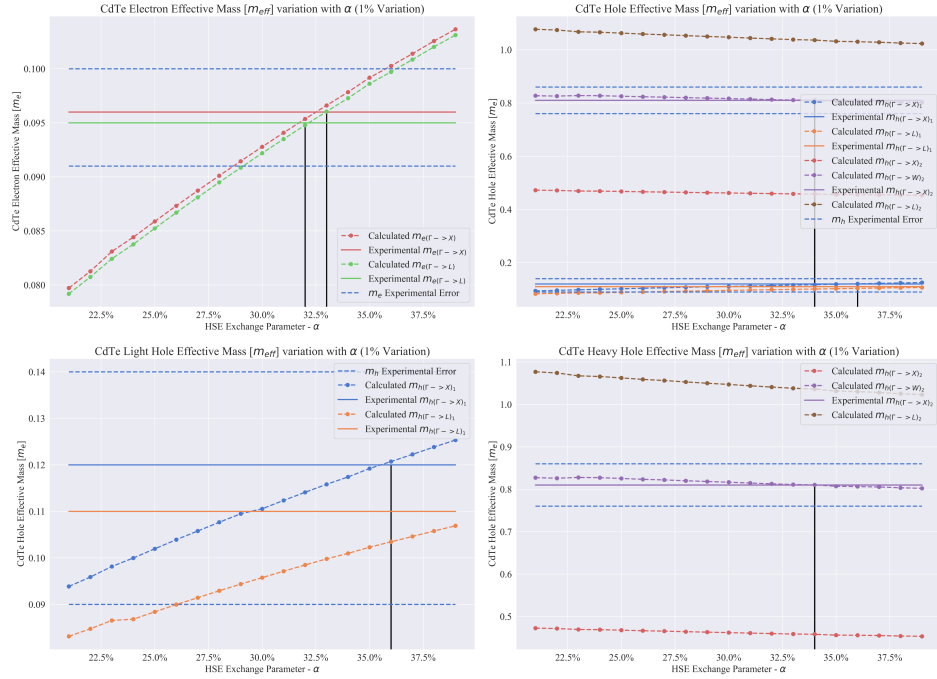 CdTe Electron Effective Mass [m_eff] variation with α (1% Variation)
CdTe Electron Effective Mass [m_e]
0.100
0.095
0.090
0.085
0.080
Calculated m_e(Γ−>X)
Experimental m_e(Γ−>X)
Calculated m_e(Γ−>L)
Experimental m_e(Γ−>L)
m_e Experimental Error
22.5% 25.0% 27.5% 30.0% 32.5% 35.0% 37.5%
HSE Exchange Parameter - α
CdTe Hole Effective Mass [m_eff] variation with α (1% Variation)
CdTe Hole Effective Mass [m_e]
1.0
0.8
0.6
0.4
0.2
Calculated m_h(Γ−>X)1
Experimental m_h(Γ−>X)1
Calculated m_h(Γ−>L)1
Experimental m_h(Γ−>L)1
Calculated m_h(Γ−>X)2
Calculated m_h(Γ−>W)2
Experimental m_h(Γ−>X)2
Calculated m_h(Γ−>L)2
m_h Experimental Error
22.5% 25.0% 27.5% 30.0% 32.5% 35.0% 37.5%
HSE Exchange Parameter - α
CdTe Light Hole Effective Mass [m_eff] variation with α (1% Variation)
CdTe Hole Effective Mass [m_e]
0.14
0.13
0.12
0.11
0.10
0.09
m_h Experimental Error
Calculated m_h(Γ−>X)1
Experimental m_h(Γ−>X)1
Calculated m_h(Γ−>L)1
Experimental m_h(Γ−>L)1
22.5% 25.0% 27.5% 30.0% 32.5% 35.0% 37.5%
HSE Exchange Parameter - α
CdTe Heavy Hole Effective Mass [m_eff] variation with α (1% Variation)
CdTe Hole Effective Mass [m_e]
1.1
1.0
0.9
0.8
0.7
0.6
0.5
Calculated m_h(Γ−>X)2
Calculated m_h(Γ−>W)2
Experimental m_h(Γ−>X)2
Calculated m_h(Γ−>L)2
22.5% 25.0% 27.5% 30.0% 32.5% 35.0% 37.5%
HSE Exchange Parameter - α